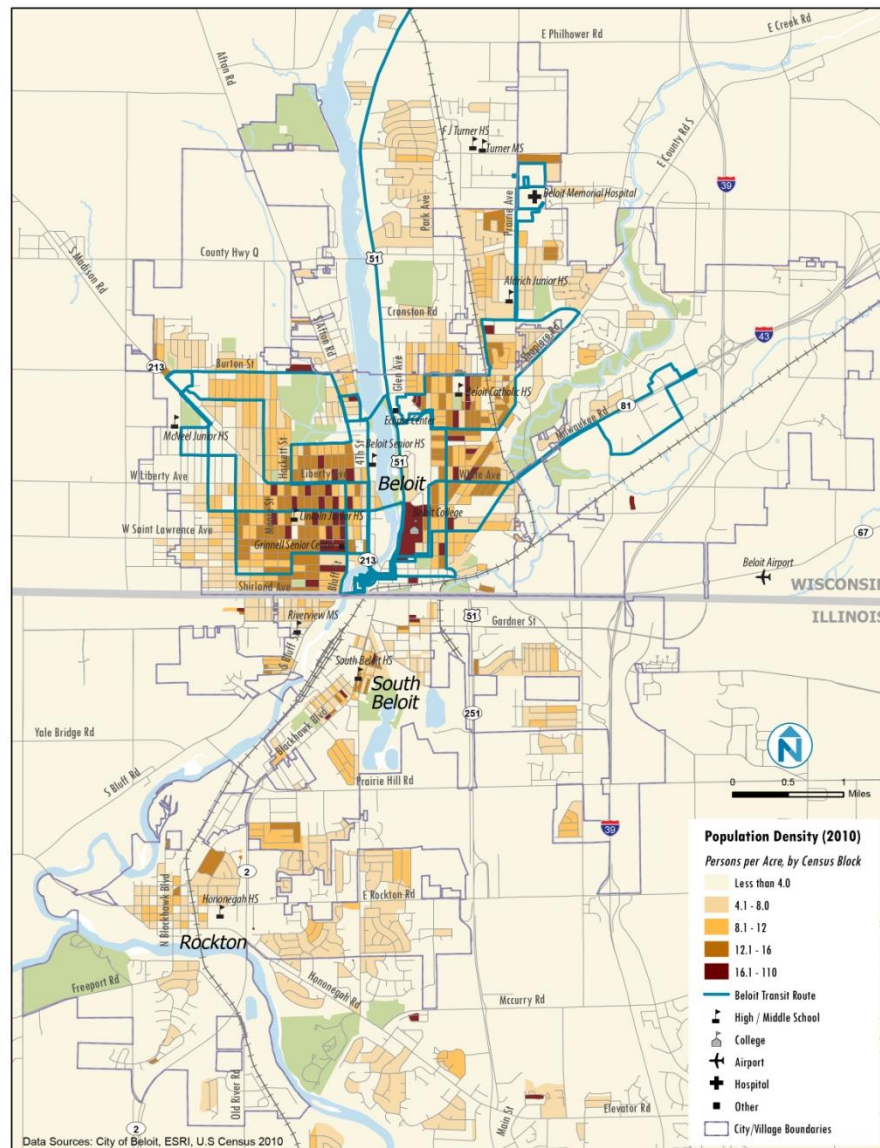 E Philhower Rd
E Creek Rd
Afton Rd
F J Turner HS
Turner MS
E County Rd S
39
Beloit Memorial Hospital
Park Ave
Prairie Ave
S Madison Rd
County Hwy Q
51
Aldrich Junior HS
Cranston Rd
S Afton Rd
Shopiere Rd
43
213
Burton St
Glen Ave
Beloit Catholic HS
81
Milwaukee Rd
McNeel Junior HS
Eclipse Center
Hackett St
4Th St
Beloit Senior HS
W Liberty Ave
Liberty Ave
51
Beloit
White Ave
Moore St
Lincoln Junior HS
Beloit College
W Saint Lawrence Ave
Grinnell Senior Center
213
67
Beloit Airport
Shirland Ave
Bluff St
WISCONSIN
ILLINOIS
Riverview MS
51
Gardner St
S Bluff
South Beloit HS
South
Beloit
251
Yale Bridge Rd
Blackhawk Blvd
N
S Bluff Rd
Prairie Hill Rd
0
0.5
1
Miles
39
2
N Blackhawk Blvd
Hononegah HS
E Rockton Rd
Rockton
Freeport Rd
Hononegah Rd
Mccurry Rd
Old River Rd
Main St
Elevator Rd
2
Population Density (2010)
Persons per Acre, by Census Block
Less than 4.0
4.1 - 8.0
8.1 - 12
12.1 - 16
16.1 - 110
Beloit Transit Route
High / Middle School
College
Airport
Hospital
Other
City/Village Boundaries
Data Sources: City of Beloit, ESRI, U.S Census 2010